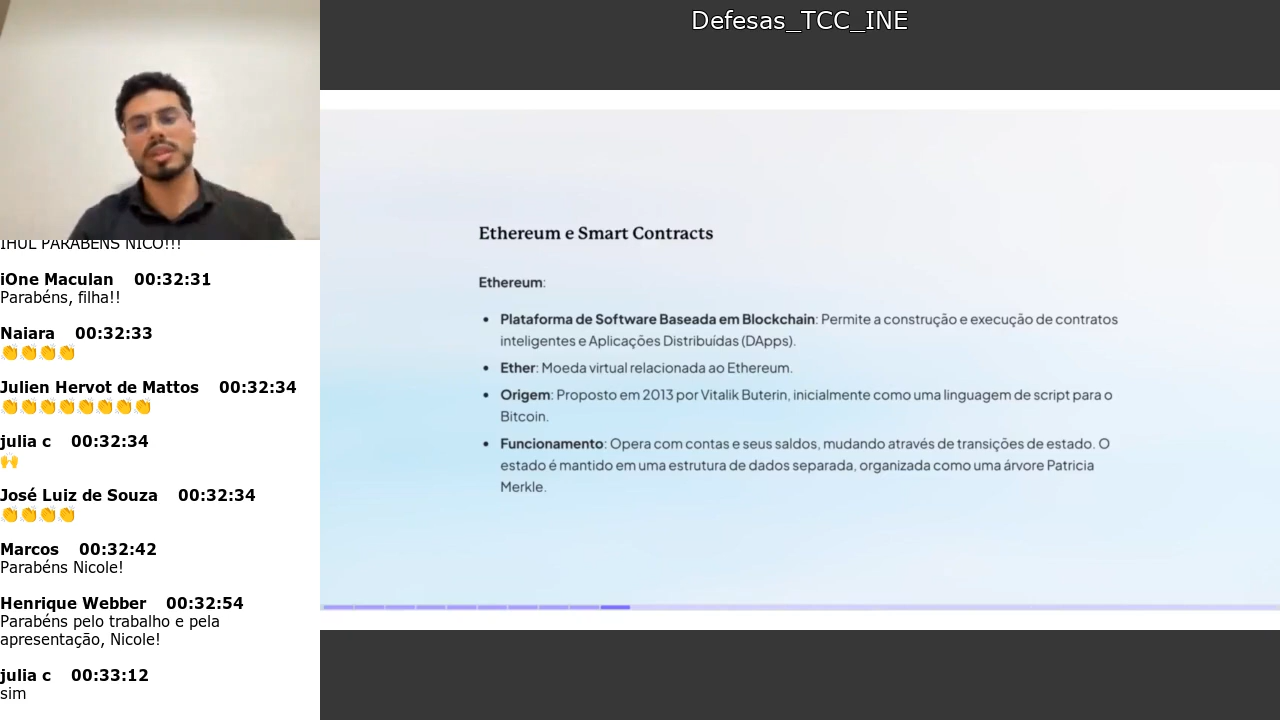 Defesas_TCC_INE
IHUL PARABENS NICO!!!
iOne Maculan 00:32:31
Parabéns, filha!!
Naiara 00:32:33
👏👏👏👏
Julien Hervot de Mattos 00:32:34
👏👏👏👏👏👏👏👏
julia c 00:32:34
🙌
José Luiz de Souza 00:32:34
👏👏👏👏
Marcos 00:32:42
Parabéns Nicole!
Henrique Webber 00:32:54
Parabéns pelo trabalho e pela
apresentação, Nicole!
julia c 00:33:12
sim
Ethereum e Smart Contracts
Ethereum:
• Plataforma de Software Baseada em Blockchain: Permite a construção e execução de contratos
inteligentes e Aplicações Distribuídas (DApps).
• Ether: Moeda virtual relacionada ao Ethereum.
• Origem: Proposto em 2013 por Vitalik Buterin, inicialmente como uma linguagem de script para o
Bitcoin.
• Funcionamento: Opera com contas e seus saldos, mudando através de transições de estado. O
estado é mantido em uma estrutura de dados separada, organizada como uma árvore Patricia
Merkle.